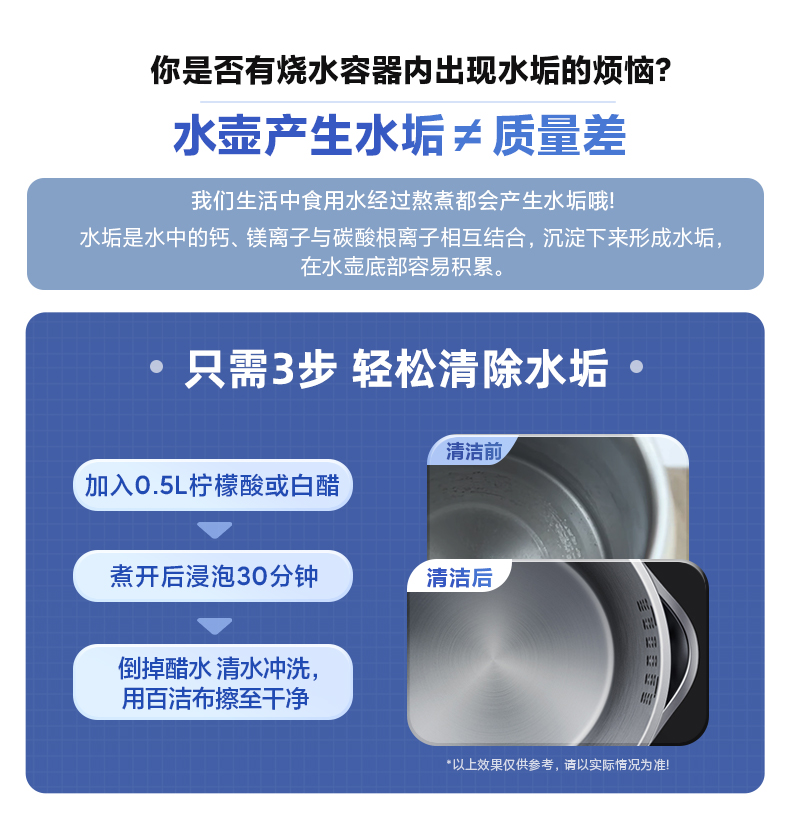 你是否有烧水容器内出现水垢的烦恼?
水壶产生水垢≠质量差
我们生活中食用水经过熬煮都会产生水垢哦!
水垢是水中的钙、镁离子与碳酸根离子相互结合,沉淀下来形成水垢,
在水壶底部容易积累。
只需3步 轻松清除水垢
加入0.5L柠檬酸或白醋
煮开后浸泡30分钟
倒掉醋水 清水冲洗,
用百洁布擦至干净
清洁前
清洁后
*以上效果仅供参考,请以实际情况为准!